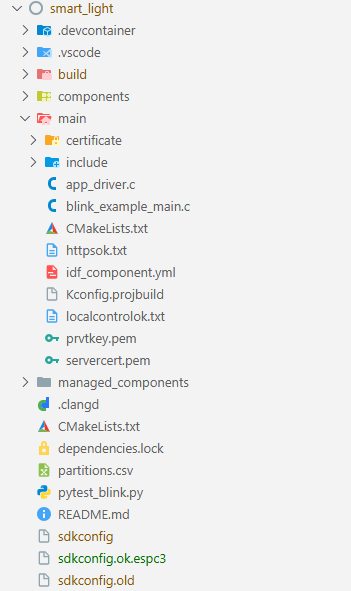 smart_light
.devcontainer
.vscode
build
components
main
certificate
include
app_driver.c
blink_example_main.c
CMakeLists.txt
httpsok.txt
idf_component.yml
Kconfig.projbuild
localcontrolok.txt
prvtkey.pem
servercert.pem
managed_components
.clangd
CMakeLists.txt
dependencies.lock
partitions.csv
pytest_blink.py
README.md
sdkconfig
sdkconfig.ok.espc3
sdkconfig.old